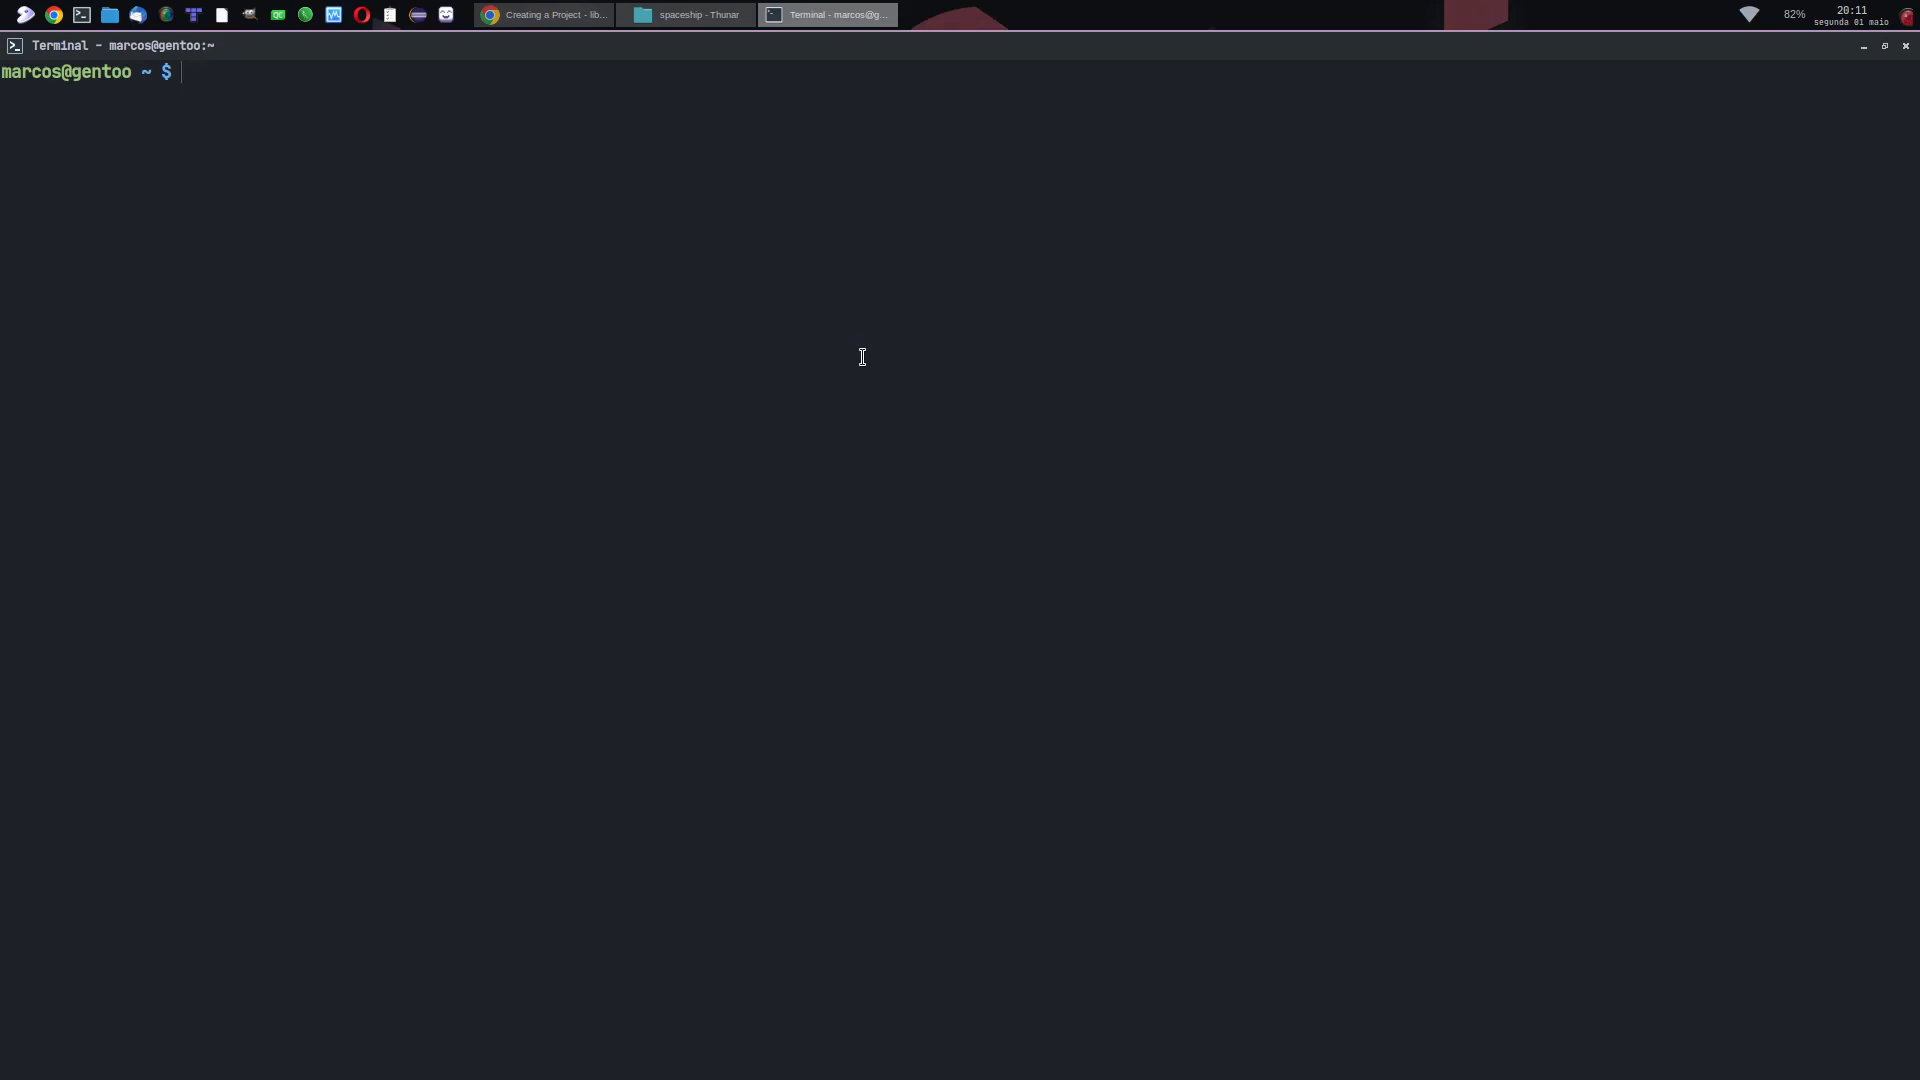 Creating a Project - lib...
spaceship - Thunar
Terminal - marcos@g...
82%
20:11
segunda 01 maio
Terminal - marcos@gentoo:~
marcos@gentoo ~ $